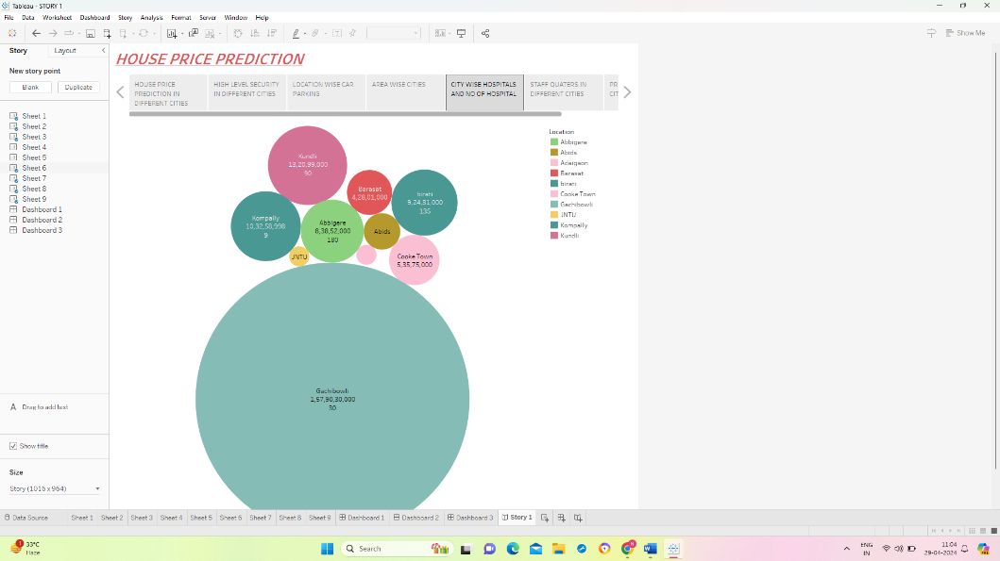 Tableau - STORY 1
File Data Worksheet Dashboard Story Analysis Format Server Window Help
Show Me
Story Layout
New story point
Blank Duplicate
Sheet 1
Sheet 2
Sheet 3
Sheet 4
Sheet 5
Sheet 6
Sheet 7
Sheet 8
Sheet 9
Dashboard 1
Dashboard 2
Dashboard 3
A Drag to add text
Show title
Size
Story (1016 x 964)
HOUSE PRICE PREDICTION
HOUSE PRICE
PREDICTION IN
DIFFERENT CITIES
HIGH LEVEL SECURITY
IN DIFFERENT CITIES
LOCATION WISE CAR
PARKING
AREA WISE CITIES
CITY WISE HOSPITALS
AND NO OF HOSPITAL
STAFF QUATERS IN
DIFFERENT CITIES
PR
CIT
Kundli
13,20,99,000
90
Barasat
4,28,01,000
birati
9,24,31,000
135
Kompally
10,32,58,998
9
Abbigere
8,38,52,000
180
Abids
JNTU
Cooke Town
5,35,75,000
Gachibowli
1,97,90,30,000
30
Location
Abbigere
Abids
Adaigaon
Barasat
birati
Cooke Town
Gachibowli
JNTU
Kompally
Kundli
Data Source Sheet 1 Sheet 2 Sheet 3 Sheet 4 Sheet 5 Sheet 6 Sheet 7 Sheet 8 Sheet 9 Dashboard 1 Dashboard 2 Dashboard 3 Story 1
1
33°C
Haze
Search
ENG
IN
11:04
29-04-2024